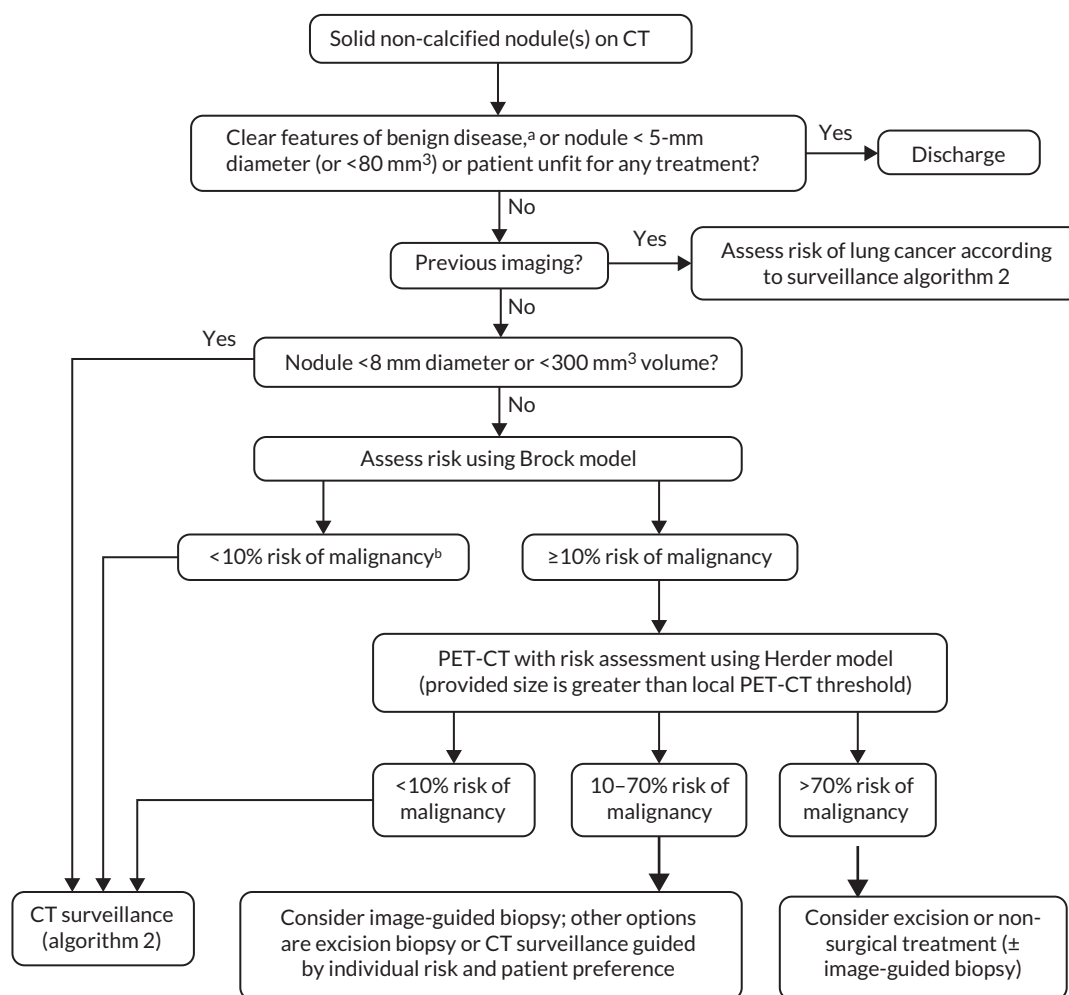 Solid non-calcified nodule(s) on CT
Clear features of benign disease,ᵃ or nodule < 5-mm
diameter (or <80 mm³) or patient unfit for any treatment?
Yes
Discharge
No
Previous imaging?
Yes
Assess risk of lung cancer according
to surveillance algorithm 2
No
Yes
Nodule <8 mm diameter or <300 mm³ volume?
No
Assess risk using Brock model
<10% risk of malignancyᵇ
≥10% risk of malignancy
PET-CT with risk assessment using Herder model
(provided size is greater than local PET-CT threshold)
<10% risk of
malignancy
10–70% risk of
malignancy
>70% risk of
malignancy
CT surveillance
(algorithm 2)
Consider image-guided biopsy; other options
are excision biopsy or CT surveillance guided
by individual risk and patient preference
Consider excision or non-
surgical treatment (±
image-guided biopsy)